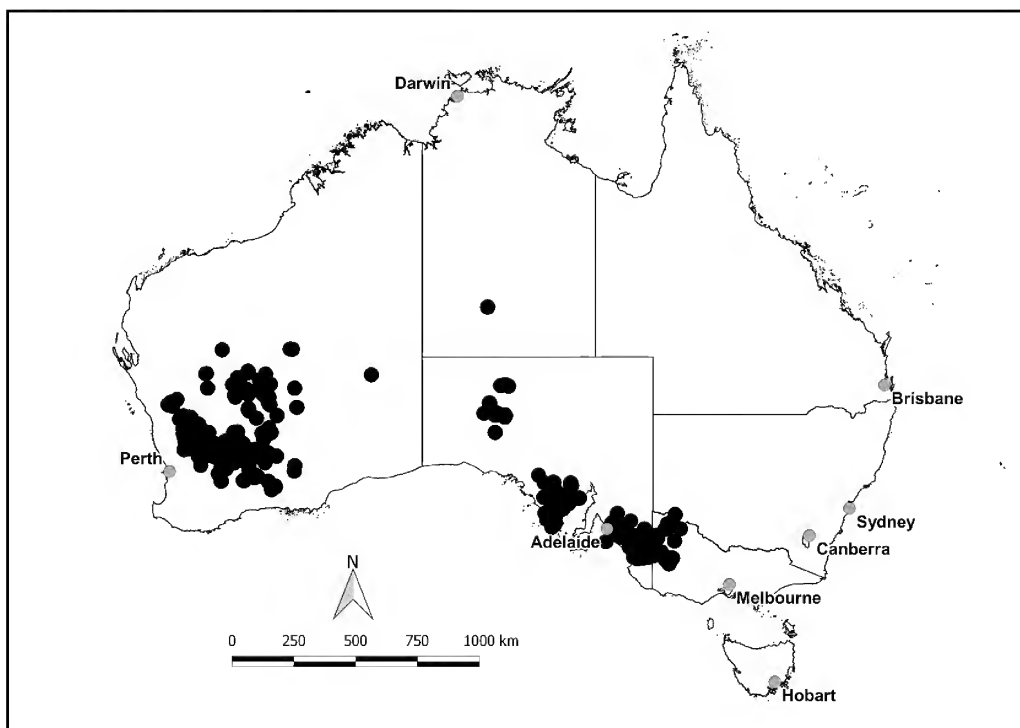 Darwin
Brisbane
Perth
Sydney
Adelaide
Canberra
N
Melbourne
0 250 500 750 1000 km
Hobart